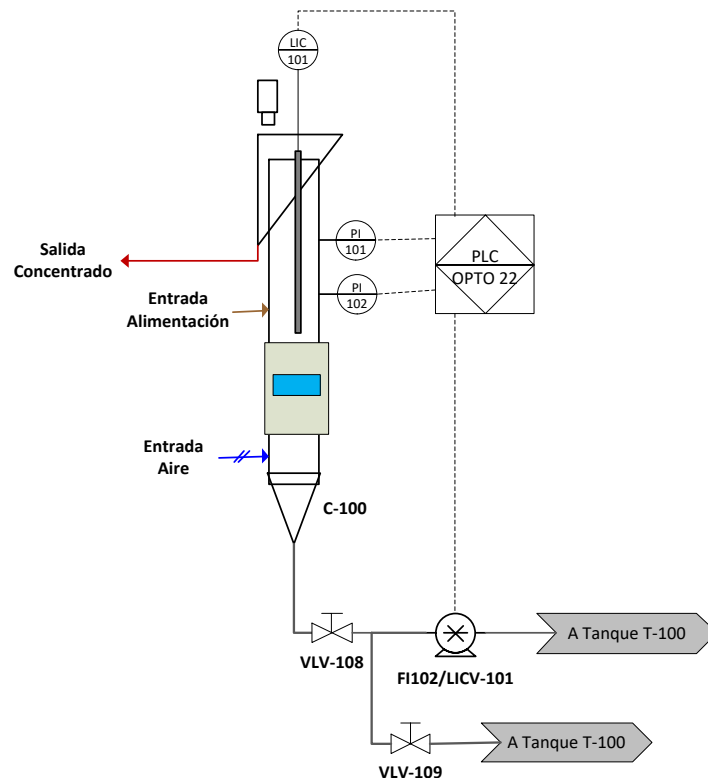 LIC
101
PI
101
PLC
OPTO 22
Salida
Concentrado
PI
102
Entrada
Alimentación
Entrada
Aire
C-100
A Tanque T-100
VLV-108
FI102/LICV-101
A Tanque T-100
VLV-109